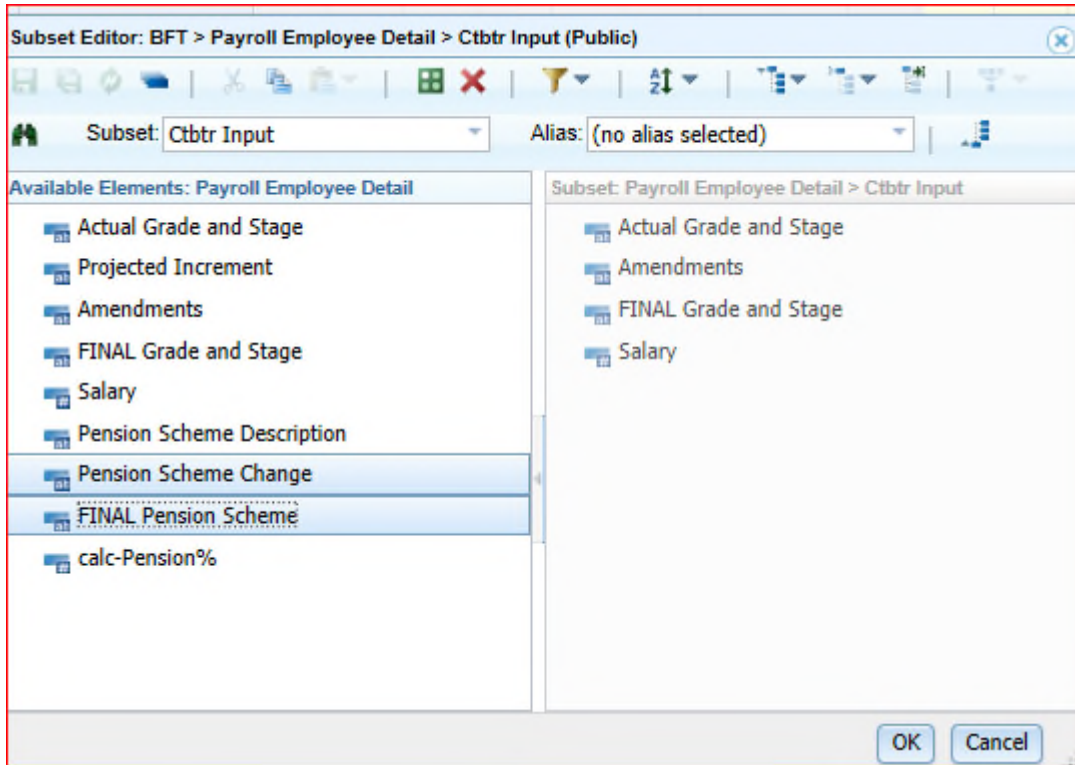 Subset Editor: BFT > Payroll Employee Detail > Ctbtr Input (Public)
Subset: Ctbtr Input Alias: (no alias selected)
Available Elements: Payroll Employee Detail
Actual Grade and Stage
Projected Increment
Amendments
FINAL Grade and Stage
Salary
Pension Scheme Description
Pension Scheme Change
FINAL Pension Scheme
calc-Pension%
Subset: Payroll Employee Detail > Ctbtr Input
Actual Grade and Stage
Amendments
FINAL Grade and Stage
Salary
OK Cancel